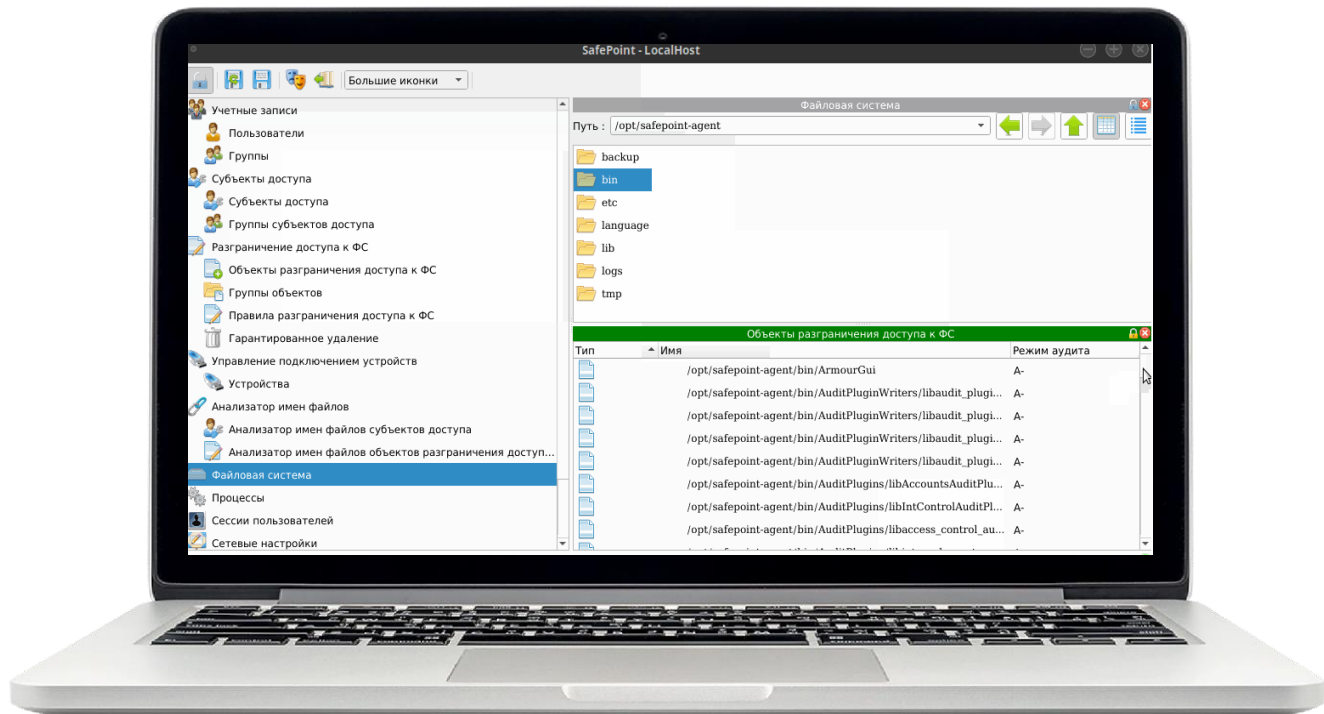 SafePoint - LocalHost
Большие иконки
Учетные записи
Пользователи
Группы
Субъекты доступа
Субъекты доступа
Группы субъектов доступа
Разграничение доступа к ФС
Объекты разграничения доступа к ФС
Группы объектов
Правила разграничения доступа к ФС
Гарантированное удаление
Управление подключением устройств
Устройства
Анализатор имен файлов
Анализатор имен файлов субъектов доступа
Анализатор имен файлов объектов разграничения доступ...
Файловая система
Процессы
Сессии пользователей
Сетевые настройки
Файловая система
Путь : /opt/safepoint-agent
backup
bin
etc
language
lib
logs
tmp
Объекты разграничения доступа к ФС
Тип Имя Режим аудита
/opt/safepoint-agent/bin/ArmourGui A-
/opt/safepoint-agent/bin/AuditPluginWriters/libaudit_plugi... A-
/opt/safepoint-agent/bin/AuditPluginWriters/libaudit_plugi... A-
/opt/safepoint-agent/bin/AuditPluginWriters/libaudit_plugi... A-
/opt/safepoint-agent/bin/AuditPluginWriters/libaudit_plugi... A-
/opt/safepoint-agent/bin/AuditPlugins/libAccountsAuditPlu... A-
/opt/safepoint-agent/bin/AuditPlugins/libIntControlAuditPl... A-
/opt/safepoint-agent/bin/AuditPlugins/libaccess_control_au... A-